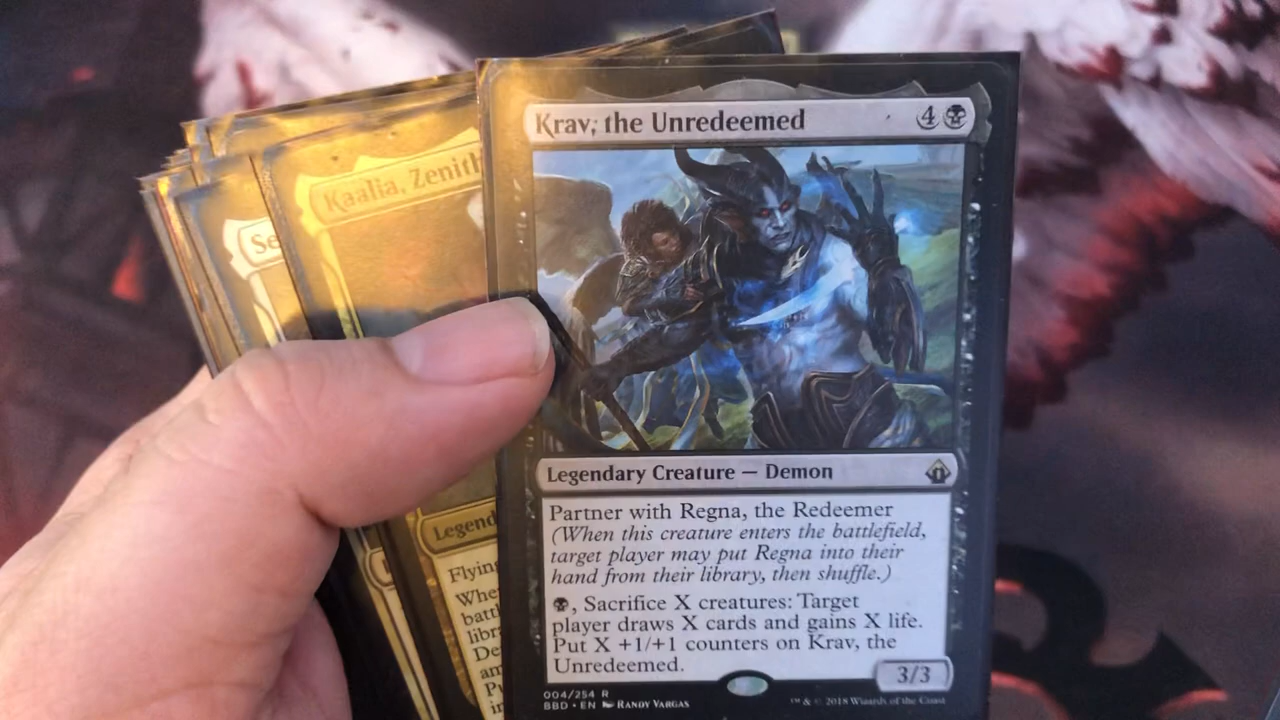 Krav, the Unredeemed 4
Legendary Creature — Demon
Partner with Regna, the Redeemer
(When this creature enters the battlefield,
target player may put Regna into their
hand from their library, then shuffle.)
, Sacrifice X creatures: Target
player draws X cards and gains X life.
Put X +1/+1 counters on Krav, the
Unredeemed.
3/3
004/254 R
BBD • EN RANDY VARGAS
™ & © 2018 Wizards of the Coast
Kaalia, Zenith
Se
Legend
Flying
Whe
battl
libra
De
am
Pu
in